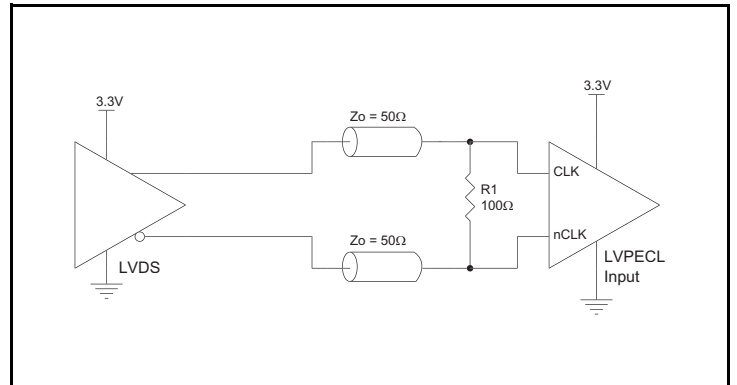 3.3V
3.3V
Zo = 50Ω
CLK
R1
100Ω
Zo = 50Ω
nCLK
LVDS
LVPECL
Input